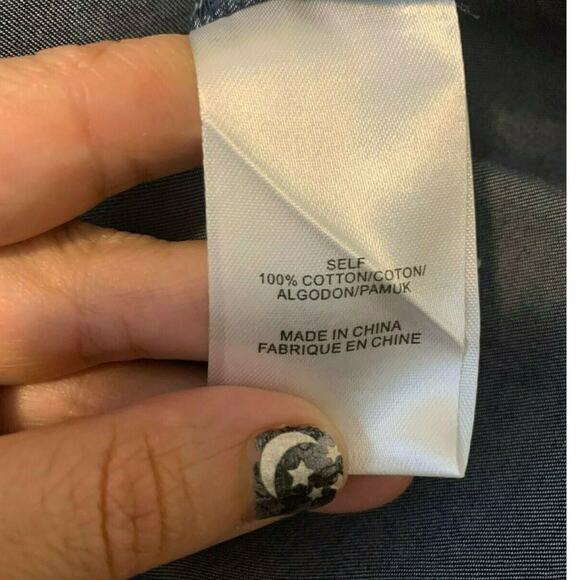 SELF
100% COTTON/COTON/
ALGODON/PAMUK
MADE IN CHINA
FABRIQUE EN CHINE